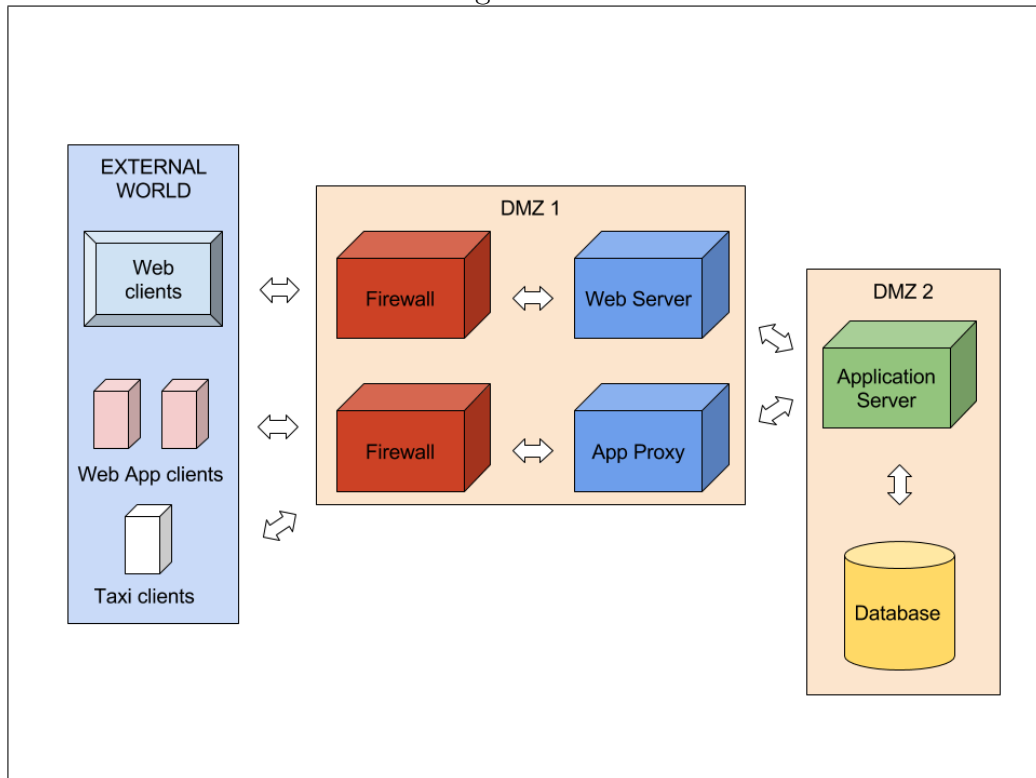 EXTERNAL
WORLD
Web
clients
Web App clients
Taxi clients
DMZ 1
Firewall
Web Server
Firewall
App Proxy
DMZ 2
Application
Server
Database